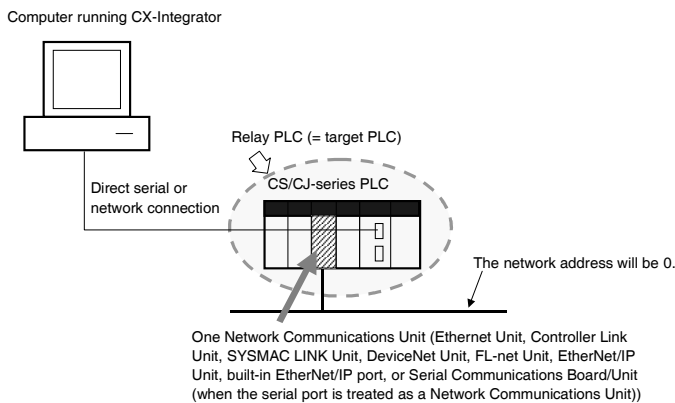 Computer running CX-Integrator
Relay PLC (= target PLC)
CS/CJ-series PLC
Direct serial or
network connection
The network address will be 0.
One Network Communications Unit (Ethernet Unit, Controller Link
Unit, SYSMAC LINK Unit, DeviceNet Unit, FL-net Unit, EtherNet/IP
Unit, built-in EtherNet/IP port, or Serial Communications Board/Unit
(when the serial port is treated as a Network Communications Unit))